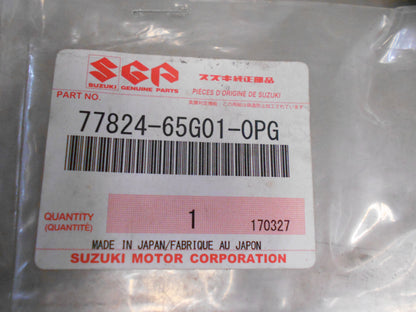 SGP スズキ純正部品
SUZUKI GENUINE PARTS PIECES D'ORIGINE DE SUZUKI
PART NO.
77824-65G01-0PG
QUANTITY
(QUANTITÉ) 1 170327
MADE IN JAPAN/FABRIQUE AU JAPON
SUZUKI MOTOR CORPORATION